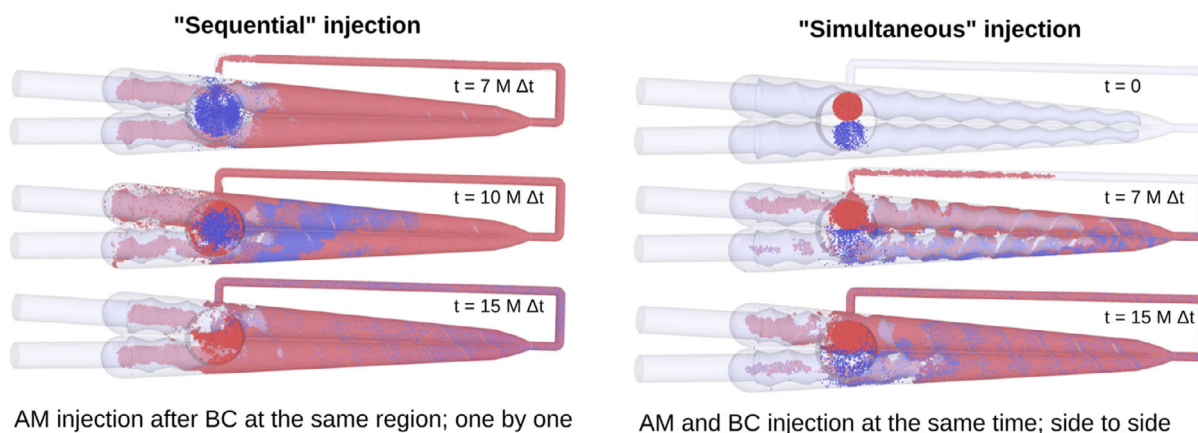 "Sequential" injection
t = 7 M Δt
t = 10 M Δt
t = 15 M Δt
AM injection after BC at the same region; one by one
"Simultaneous" injection
t = 0
t = 7 M Δt
t = 15 M Δt
AM and BC injection at the same time; side to side